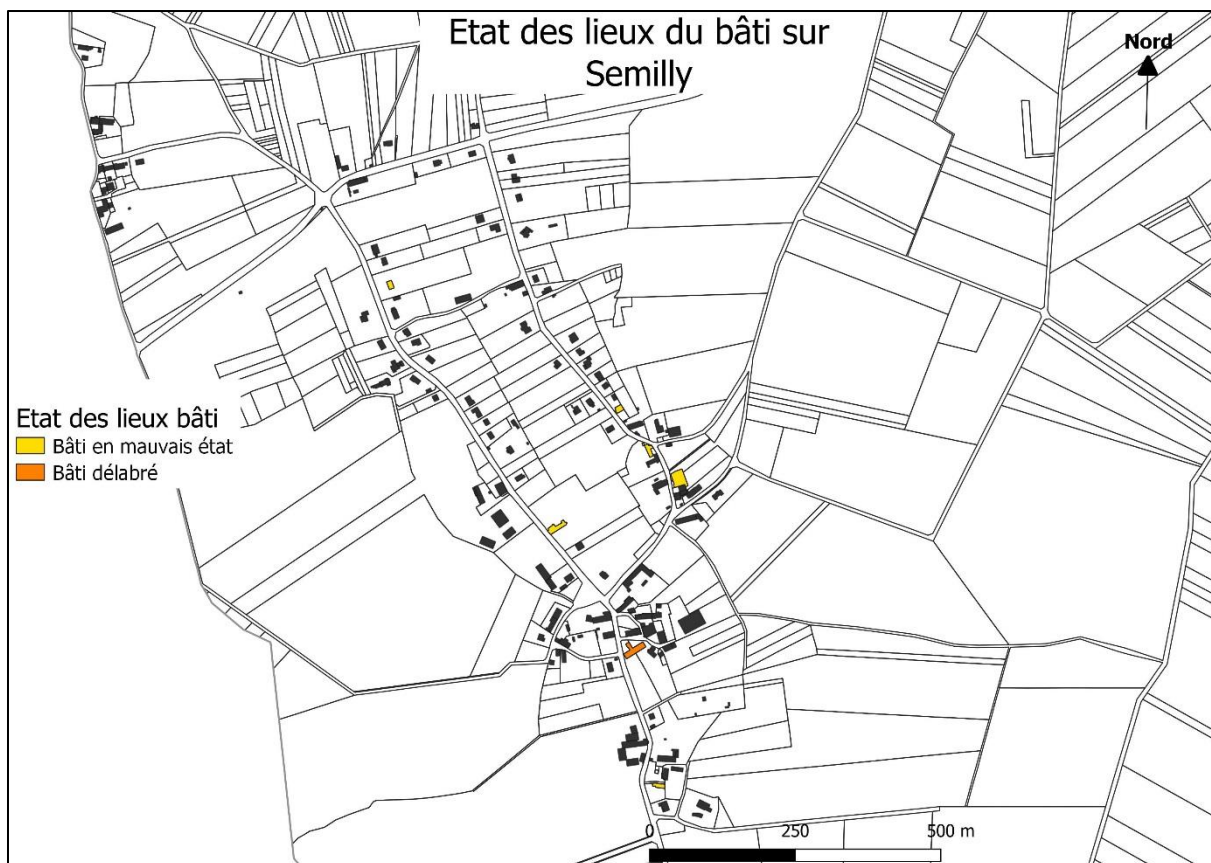 Etat des lieux du bâti sur
Semilly
Nord
Etat des lieux bâti
Bâti en mauvais état
Bâti délabré
0 250 500 m